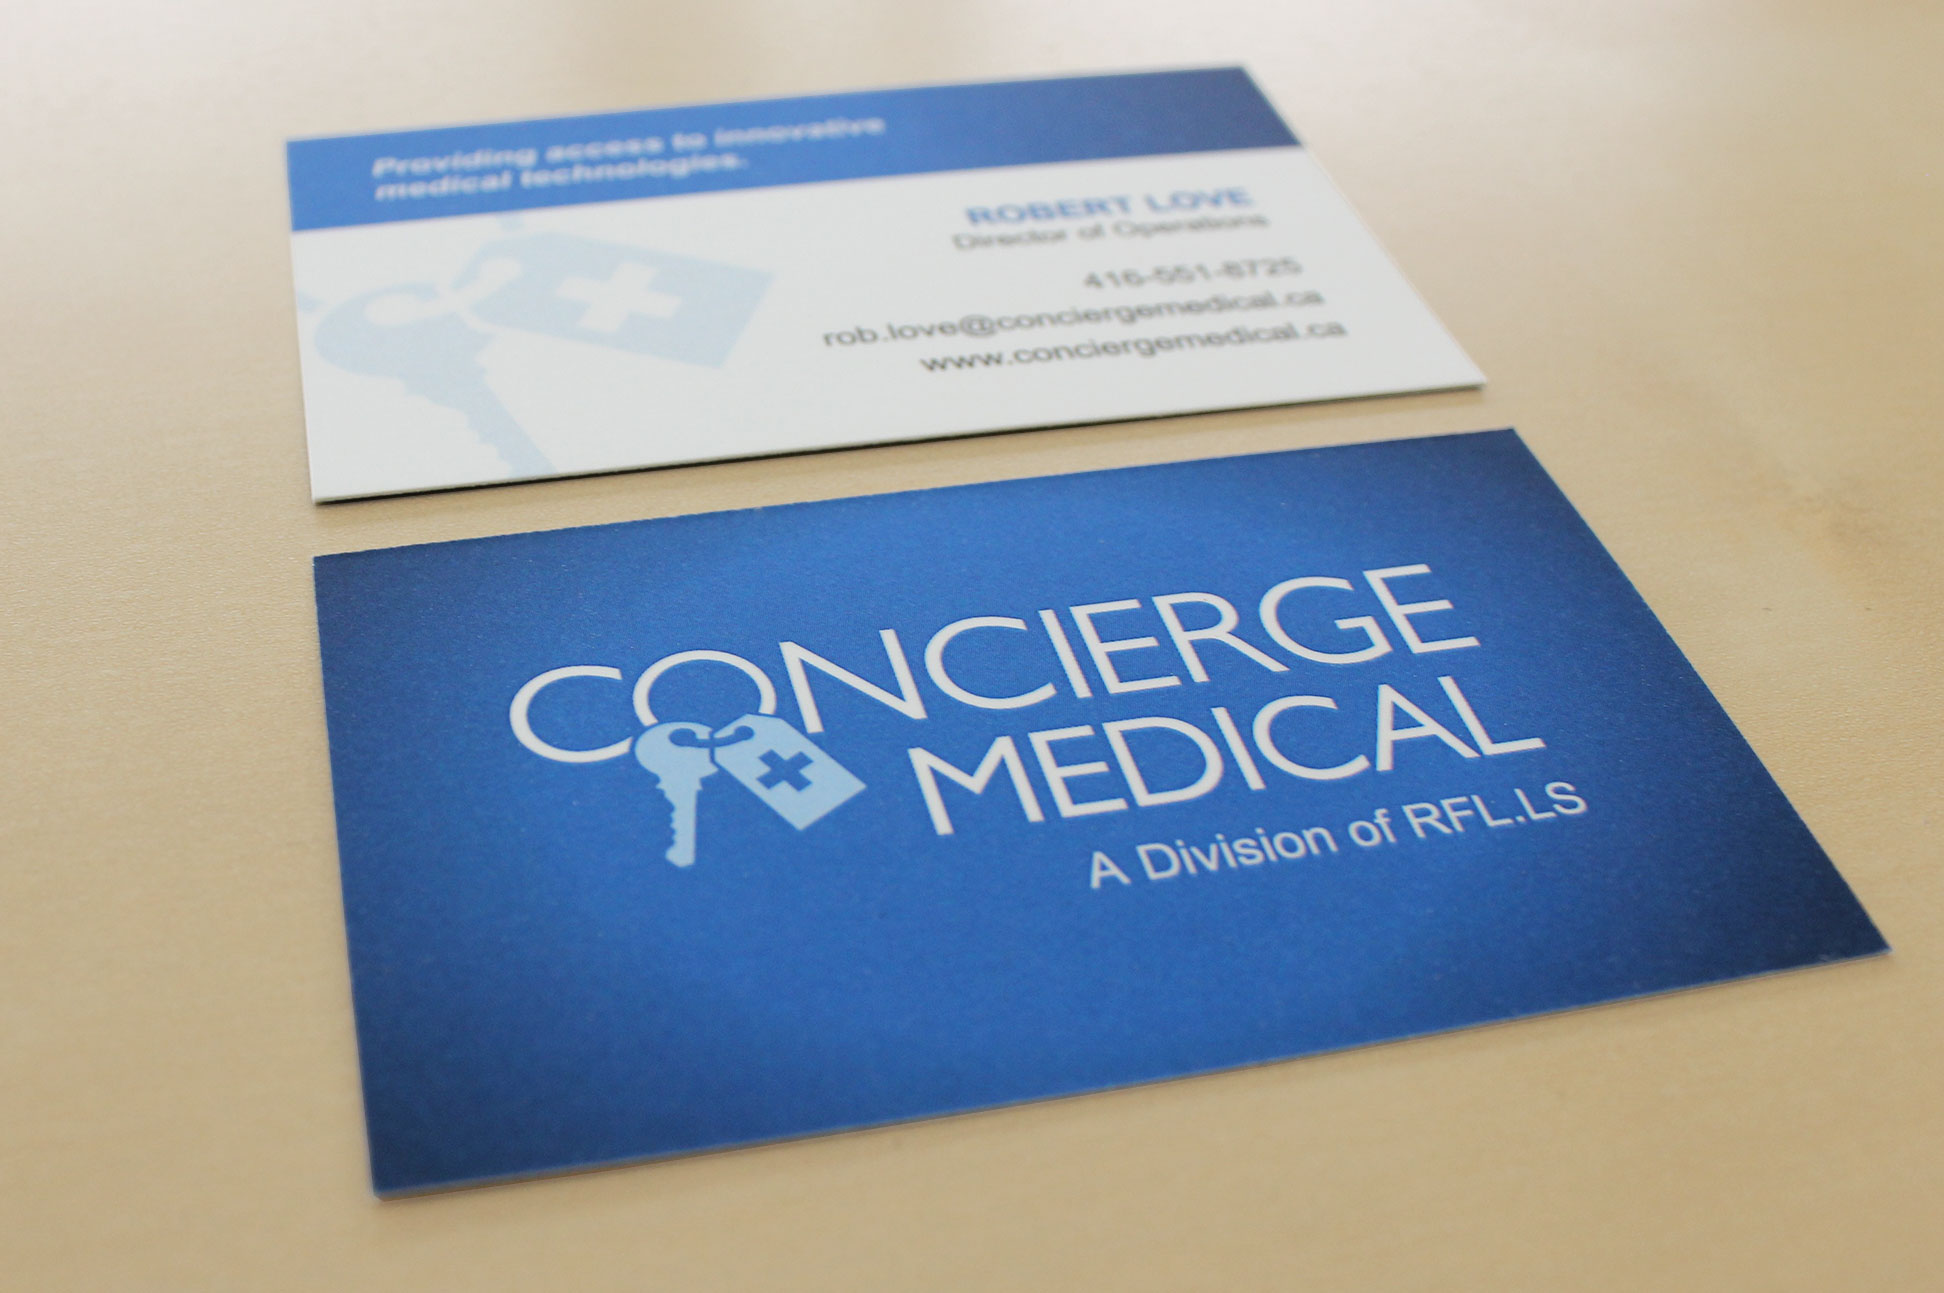 Providing access to innovative
medical technologies.
ROBERT LOVE
Director of Operations
416-551-8725
rob.love@conciergemedical.ca
www.conciergemedical.ca
CONCIERGE
MEDICAL
A Division of RFL.LS